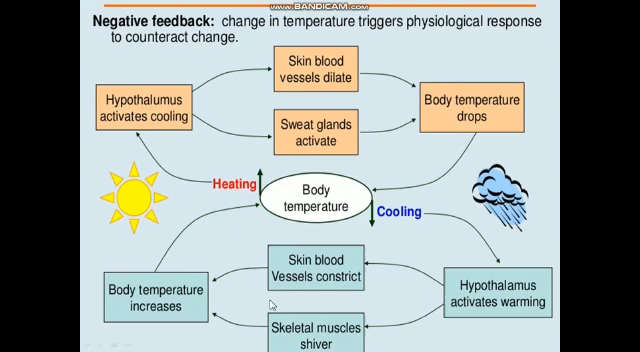 www.BANDICAM.com
Negative feedback: change in temperature triggers physiological response
to counteract change.
Skin blood
vessels dilate
Hypothalumus
activates cooling
Body temperature
drops
Sweat glands
activate
Heating
Body
temperature
Cooling
Skin blood
Vessels constrict
Body temperature
increases
Hypothalumus
activates warming
Skeletal muscles
shiver